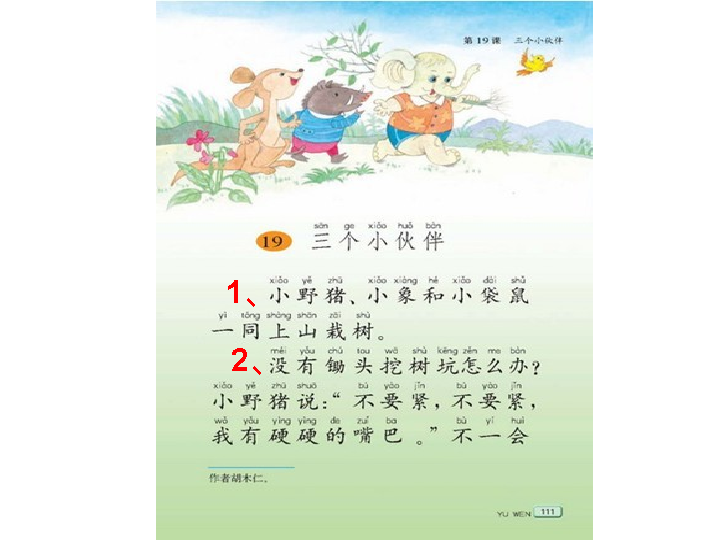 第19课 三个小伙伴
sān ge xiǎo huǒ bàn
19 三个小伙伴
xiǎo yě zhū xiǎo xiàng hé xiǎo dài shǔ
1、小野猪、小象和小袋鼠
yì tóng shàng shān zāi shù
一同上山栽树。
méi yǒu chú tou wā shù kēng zěn me bàn
2、没有锄头挖树坑怎么办?
xiǎo yě zhū shuō bú yào jǐn bú yào jǐn
小野猪说:“不要紧,不要紧,
wǒ yǒu yìng yìng de zuǐ ba bù yí huì
我有硬硬的嘴巴。”不一会
作者胡木仁。
YU WEN 111